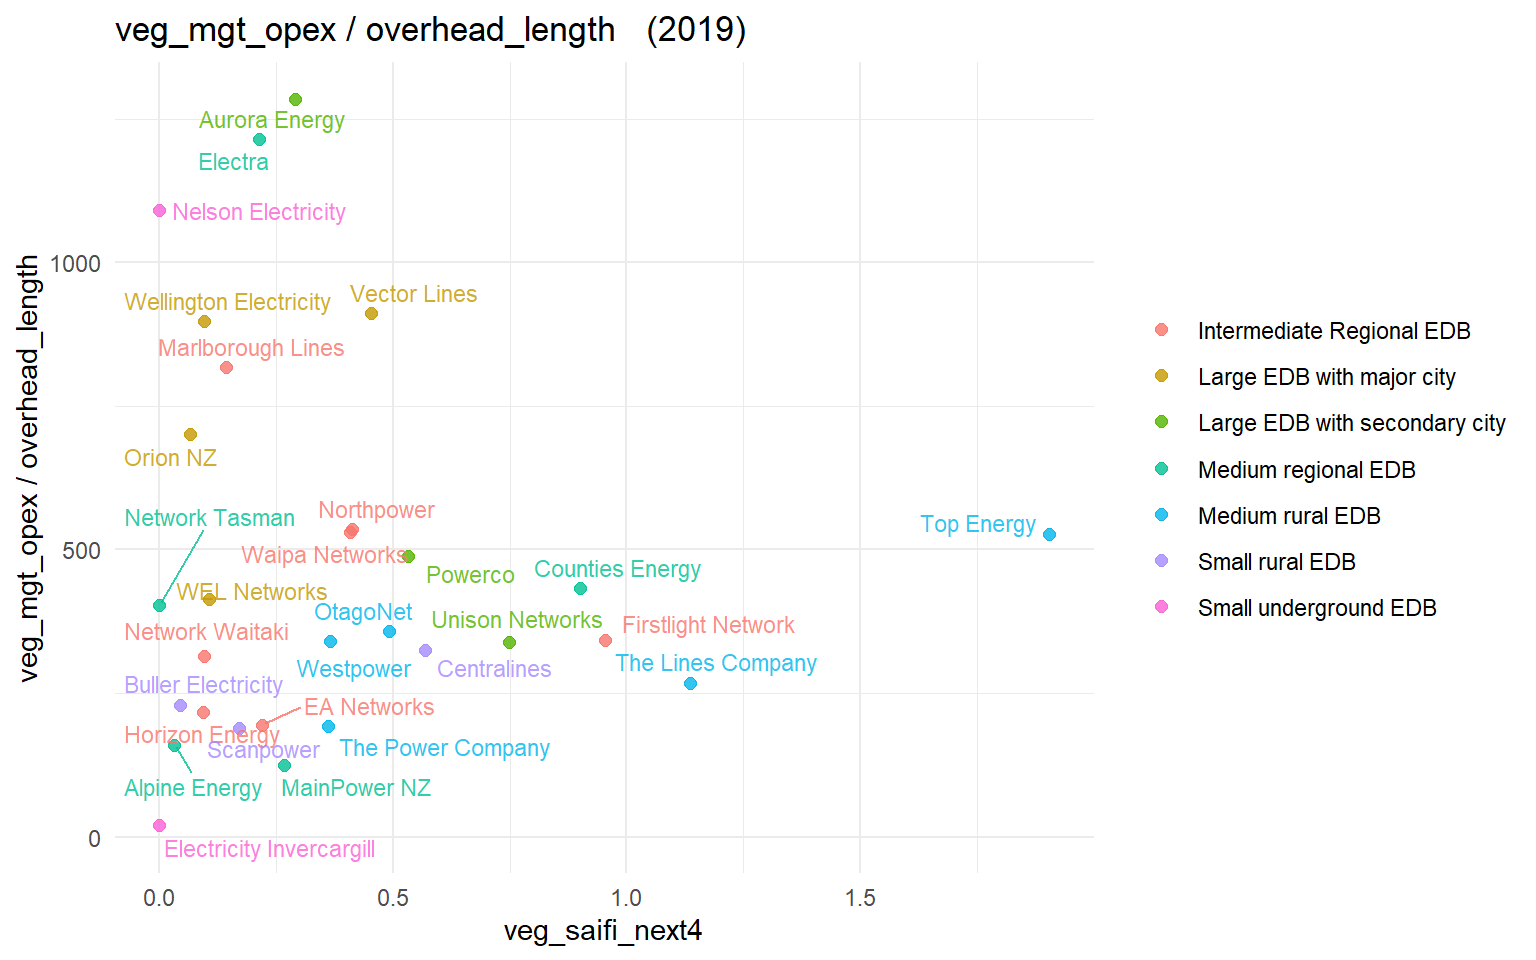 veg_mgt_opex / overhead_length (2019)
veg_mgt_opex / overhead_length
1000
500
0
Aurora Energy
Electra
Nelson Electricity
Wellington Electricity
Vector Lines
Marlborough Lines
Orion NZ
Network Tasman
Northpower
Top Energy
Waipa Networks
Powerco
Counties Energy
WEL Networks
OtagoNet
Unison Networks
Firstlight Network
Network Waitaki
Westpower
Centralines
The Lines Company
Buller Electricity
EA Networks
Horizon Energy
Scanpower
The Power Company
Alpine Energy
MainPower NZ
Electricity Invercargill
0.0
0.5
1.0
1.5
veg_saifi_next4
Intermediate Regional EDB
Large EDB with major city
Large EDB with secondary city
Medium regional EDB
Medium rural EDB
Small rural EDB
Small underground EDB